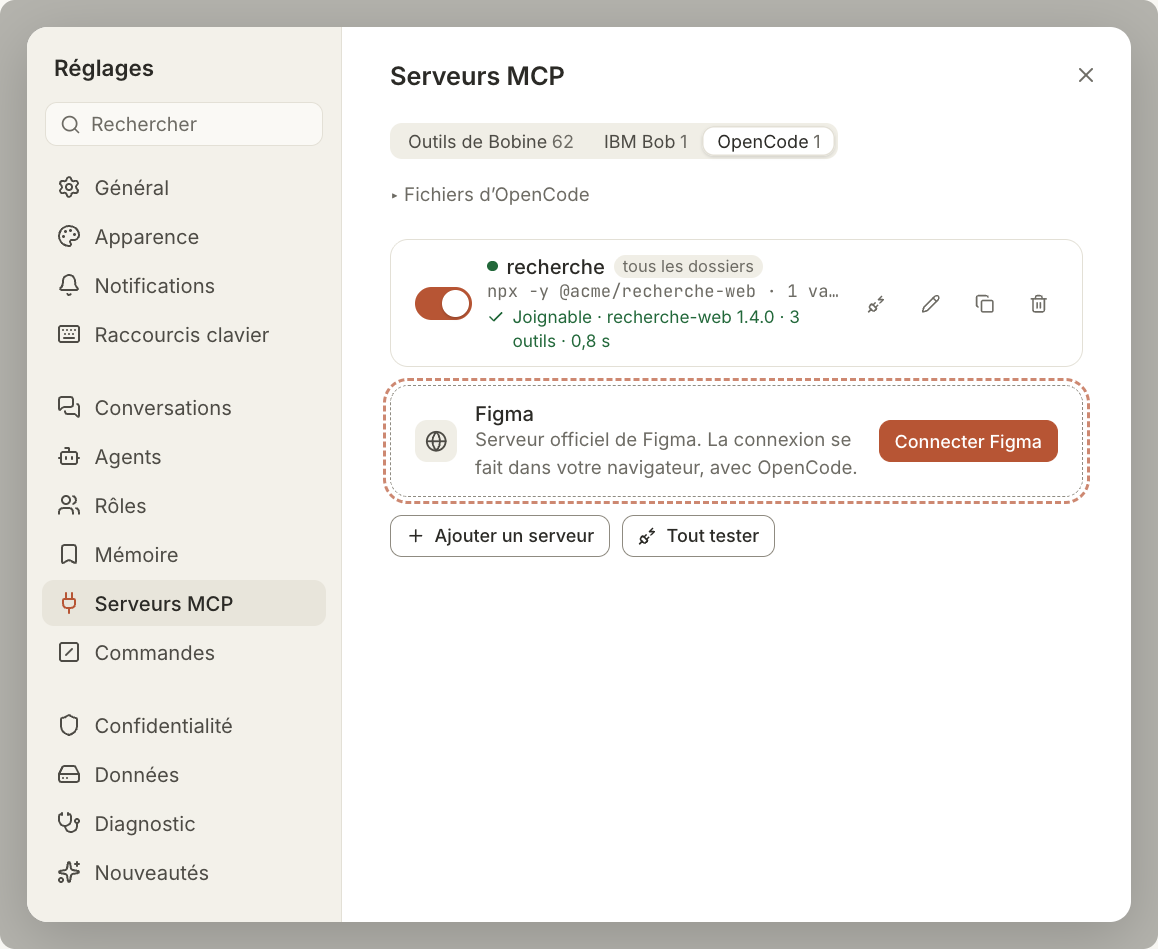 Réglages
Rechercher
Général
Apparence
Notifications
Raccourcis clavier
Conversations
Agents
Rôles
Mémoire
Serveurs MCP
Commandes
Confidentialité
Données
Diagnostic
Nouveautés
Serveurs MCP
Outils de Bobine 62 IBM Bob 1 OpenCode 1
▸ Fichiers d’OpenCode
recherche tous les dossiers
npx -y @acme/recherche-web · 1 va…
Joignable · recherche-web 1.4.0 · 3
outils · 0,8 s
Figma
Serveur officiel de Figma. La connexion se
fait dans votre navigateur, avec OpenCode.
Connecter Figma
Ajouter un serveur
Tout tester